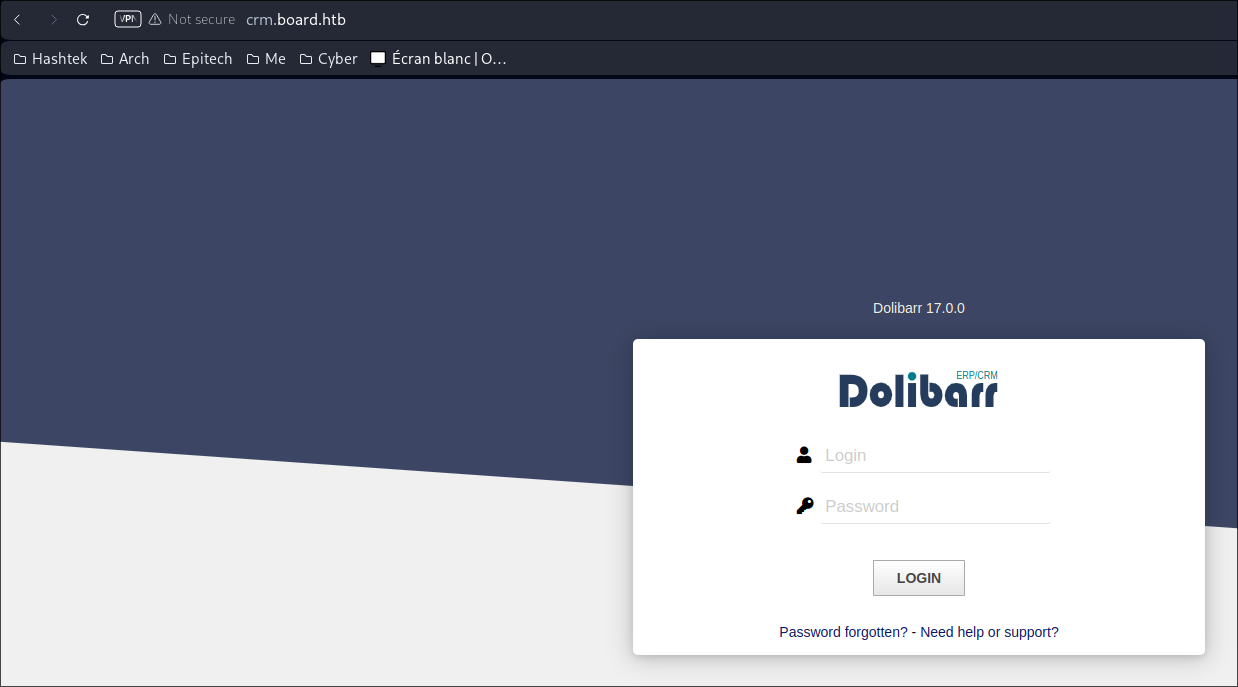 VPN Not secure crm.board.htb
Hashtek Arch Epitech Me Cyber Écran blanc | O...
Dolibarr 17.0.0
ERP/CRM
Dolibarr
Login
Password
LOGIN
Password forgotten? - Need help or support?